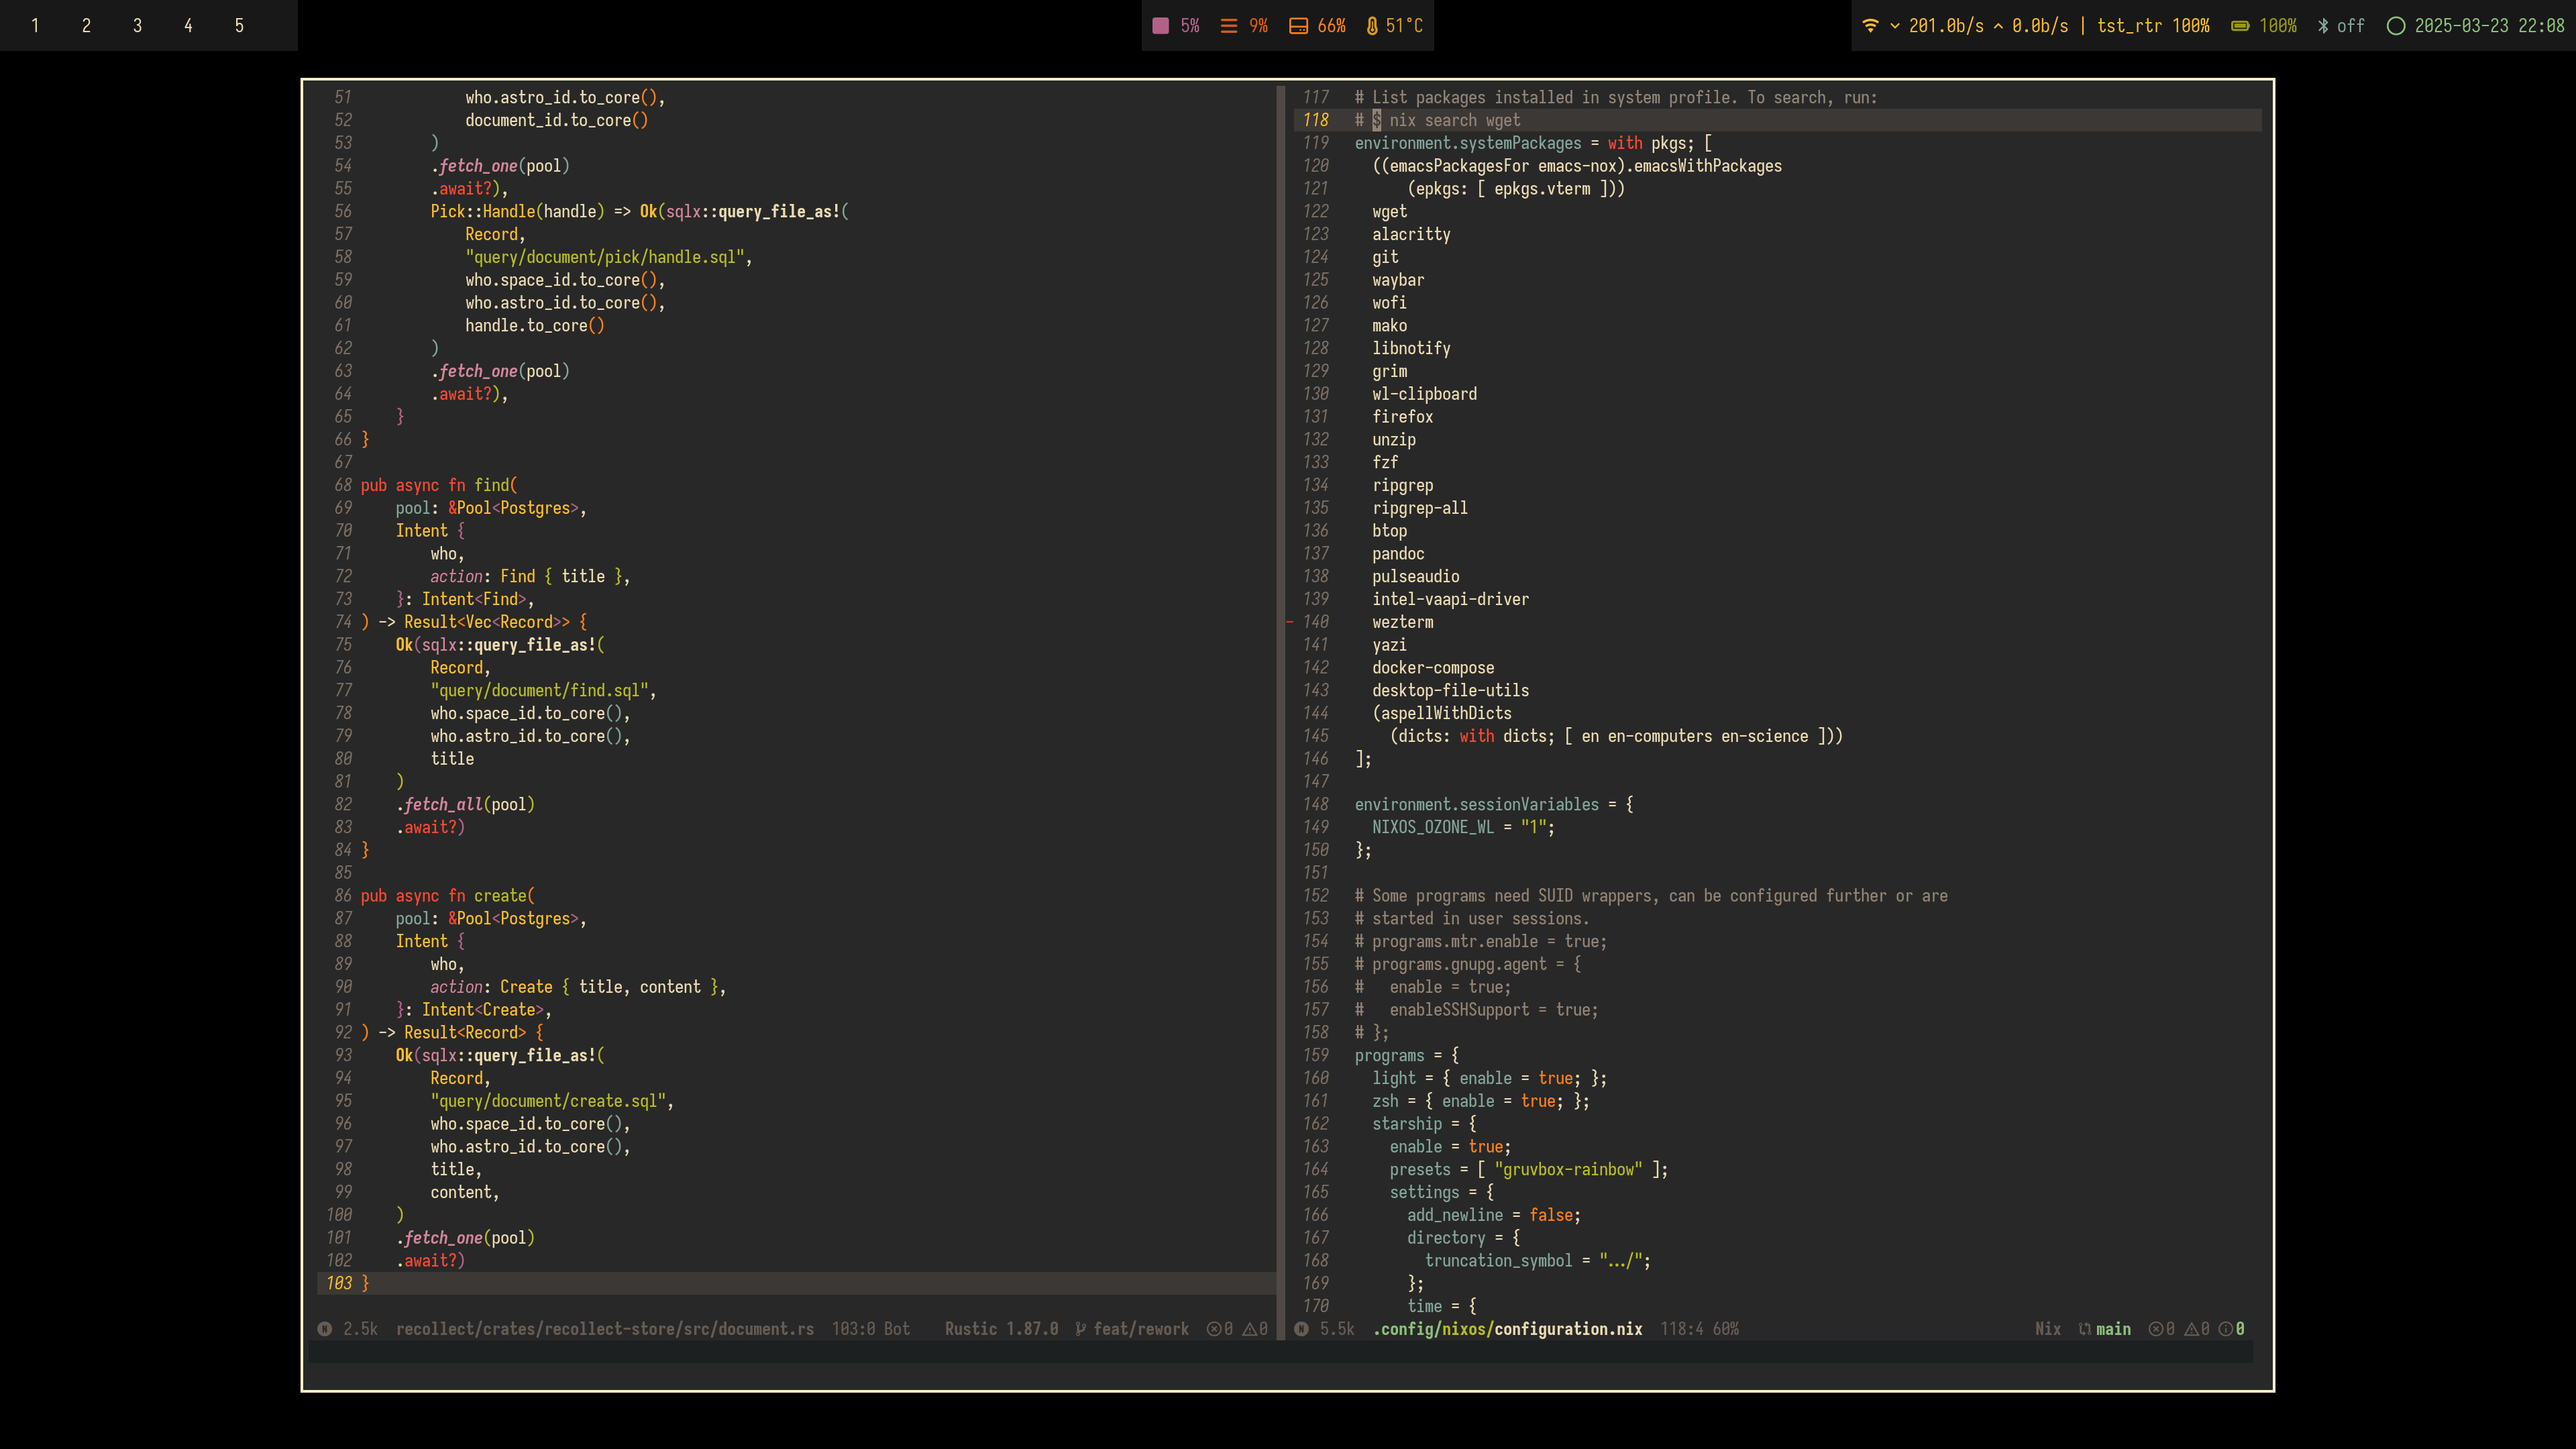 1 2 3 4 5
5% 9% 66% 51°C
201.0b/s 0.0b/s | tst_rtr 100% 100% off 2025-03-23 22:08
51 who.astro_id.to_core(),
52 document_id.to_core()
53 )
54 .fetch_one(pool)
55 .await?),
56 Pick::Handle(handle) => Ok(sqlx::query_file_as!(
57 Record,
58 "query/document/pick/handle.sql",
59 who.space_id.to_core(),
60 who.astro_id.to_core(),
61 handle.to_core()
62 )
63 .fetch_one(pool)
64 .await?),
65 }
66 }
67
68 pub async fn find(
69 pool: &Pool<Postgres>,
70 Intent {
71 who,
72 action: Find { title },
73 }: Intent<Find>,
74 ) -> Result<Vec<Record>> {
75 Ok(sqlx::query_file_as!(
76 Record,
77 "query/document/find.sql",
78 who.space_id.to_core(),
79 who.astro_id.to_core(),
80 title
81 )
82 .fetch_all(pool)
83 .await?)
84 }
85
86 pub async fn create(
87 pool: &Pool<Postgres>,
88 Intent {
89 who,
90 action: Create { title, content },
91 }: Intent<Create>,
92 ) -> Result<Record> {
93 Ok(sqlx::query_file_as!(
94 Record,
95 "query/document/create.sql",
96 who.space_id.to_core(),
97 who.astro_id.to_core(),
98 title,
99 content,
100 )
101 .fetch_one(pool)
102 .await?)
103 }
N 2.5k recollect/crates/recollect-store/src/document.rs 103:0 Bot Rustic 1.87.0 feat/rework 0 0
117 # List packages installed in system profile. To search, run:
118 # $ nix search wget
119 environment.systemPackages = with pkgs; [
120 ((emacsPackagesFor emacs-nox).emacsWithPackages
121 (epkgs: [ epkgs.vterm ]))
122 wget
123 alacritty
124 git
125 waybar
126 wofi
127 mako
128 libnotify
129 grim
130 wl-clipboard
131 firefox
132 unzip
133 fzf
134 ripgrep
135 ripgrep-all
136 btop
137 pandoc
138 pulseaudio
139 intel-vaapi-driver
140 wezterm
141 yazi
142 docker-compose
143 desktop-file-utils
144 (aspellWithDicts
145 (dicts: with dicts; [ en en-computers en-science ]))
146 ];
147
148 environment.sessionVariables = {
149 NIXOS_OZONE_WL = "1";
150 };
151
152 # Some programs need SUID wrappers, can be configured further or are
153 # started in user sessions.
154 # programs.mtr.enable = true;
155 # programs.gnupg.agent = {
156 # enable = true;
157 # enableSSHSupport = true;
158 # };
159 programs = {
160 light = { enable = true; };
161 zsh = { enable = true; };
162 starship = {
163 enable = true;
164 presets = [ "gruvbox-rainbow" ];
165 settings = {
166 add_newline = false;
167 directory = {
168 truncation_symbol = ".../";
169 };
170 time = {
N 5.5k .config/nixos/configuration.nix 118:4 60% Nix main 0 0 0